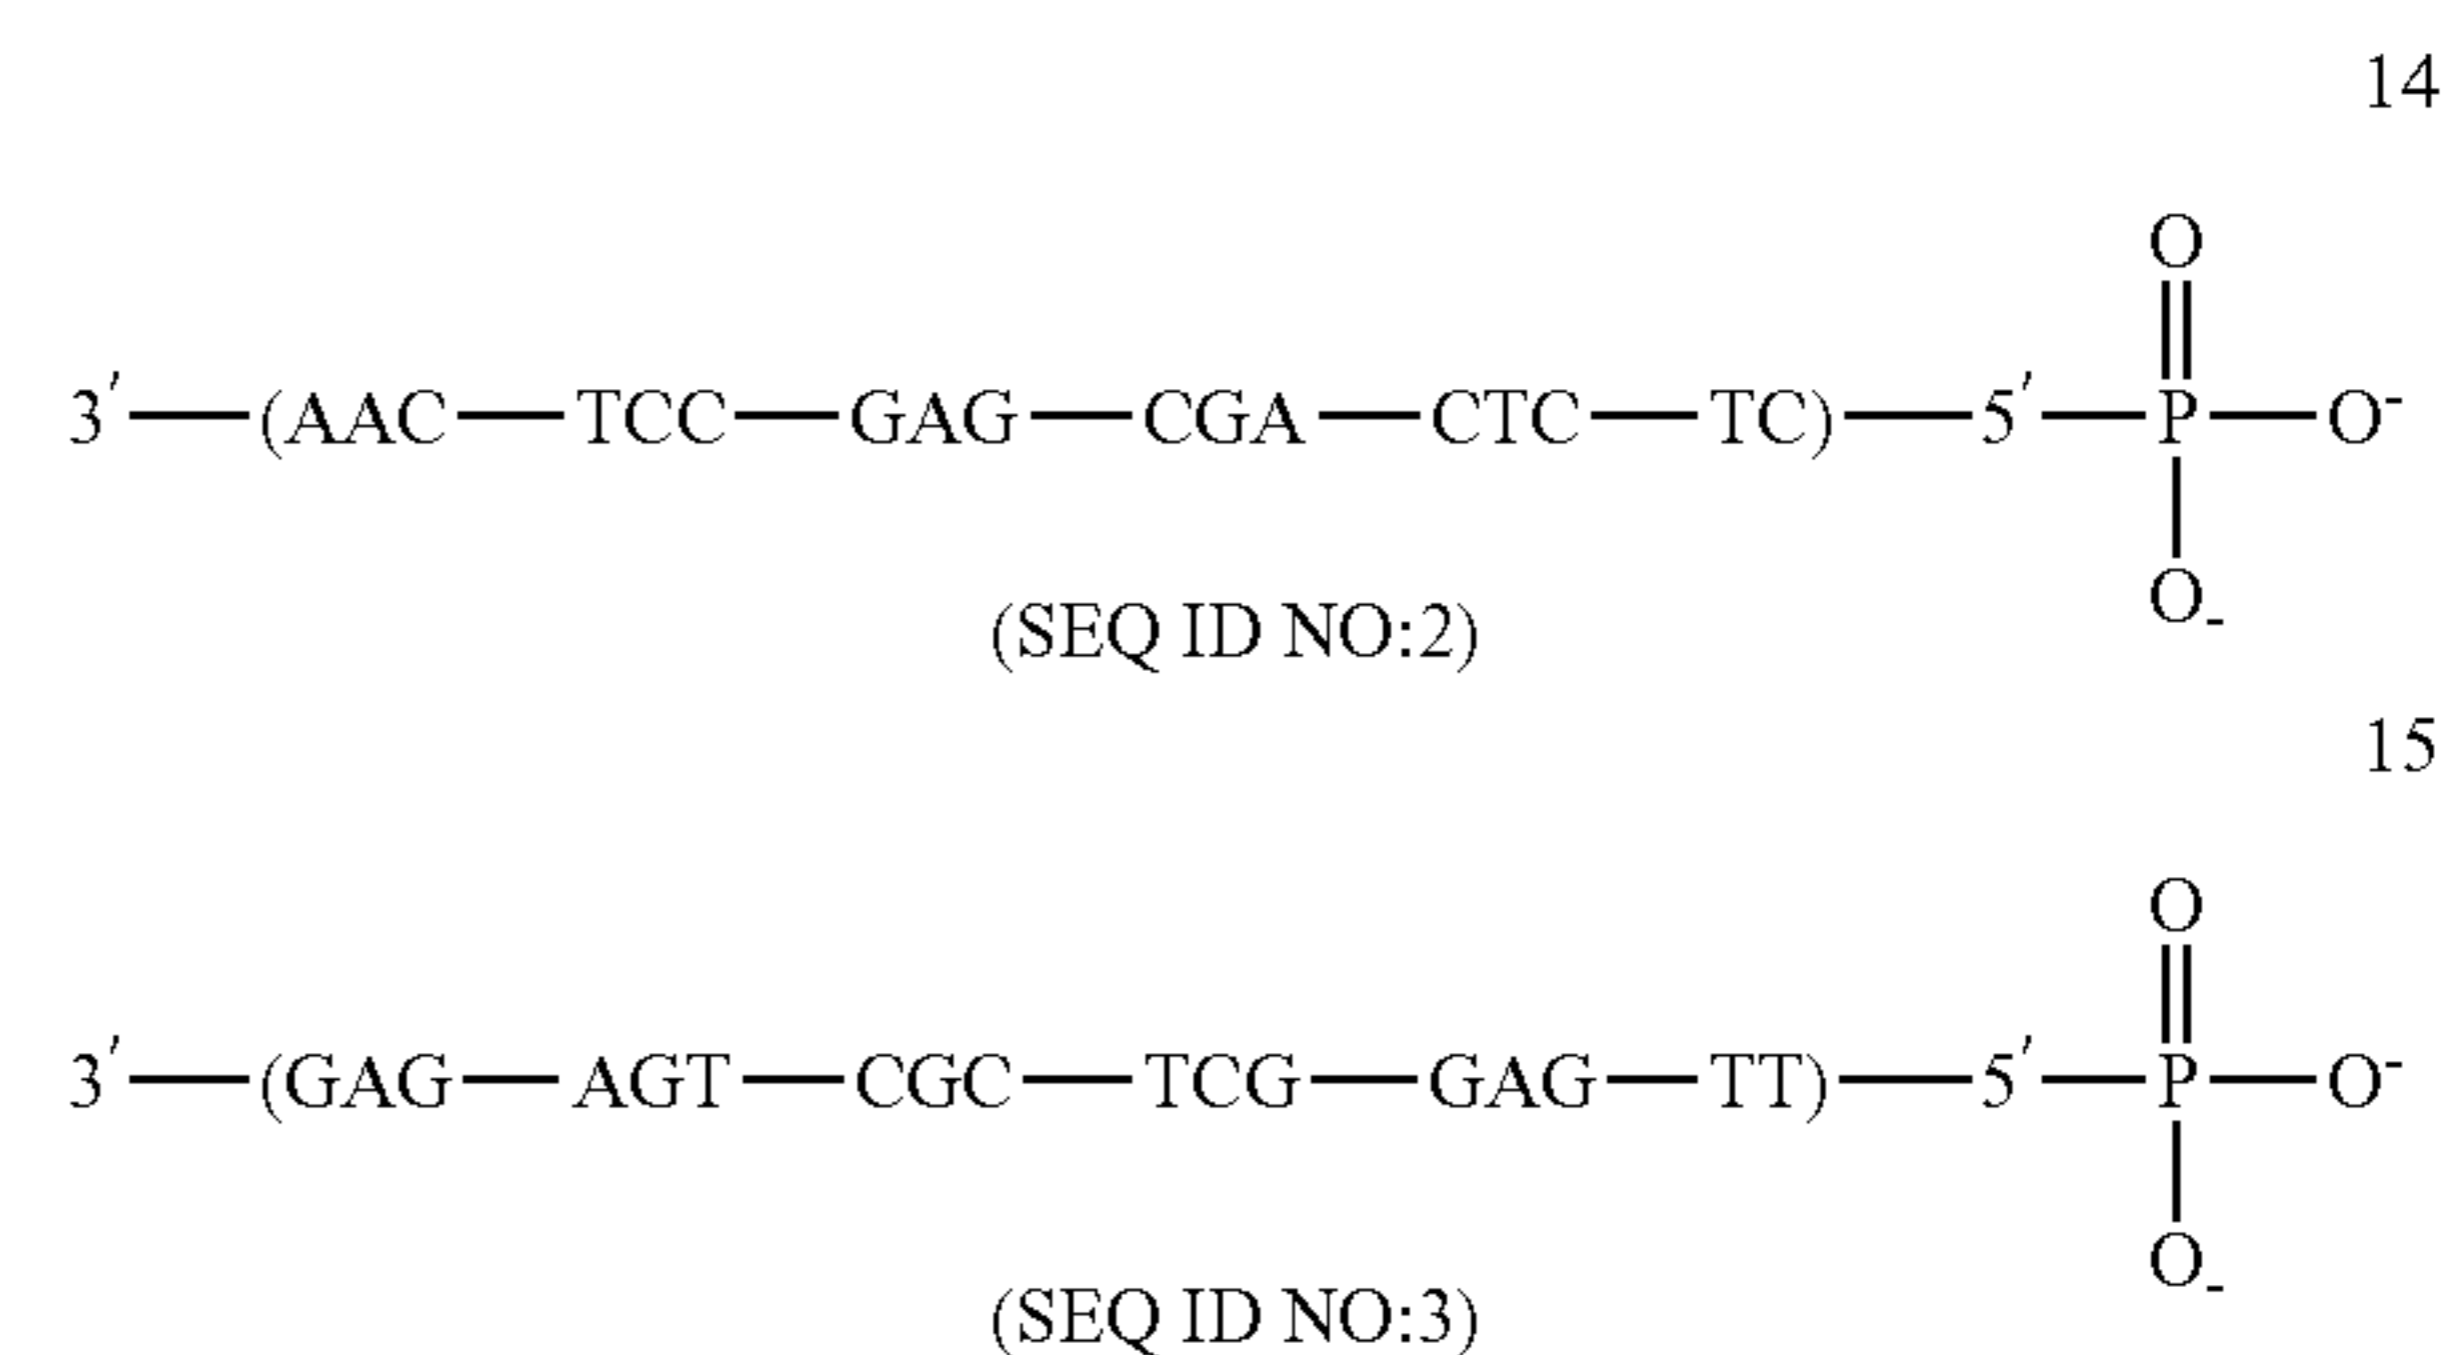 14
O
3′—(AAC—TCC—GAG—CGA—CTC—TC)—5′—P—O-
O-
(SEQ ID NO:2)
15
O
3′—(GAG—AGT—CGC—TCG—GAG—TT)—5′—P—O-
O-
(SEQ ID NO:3)